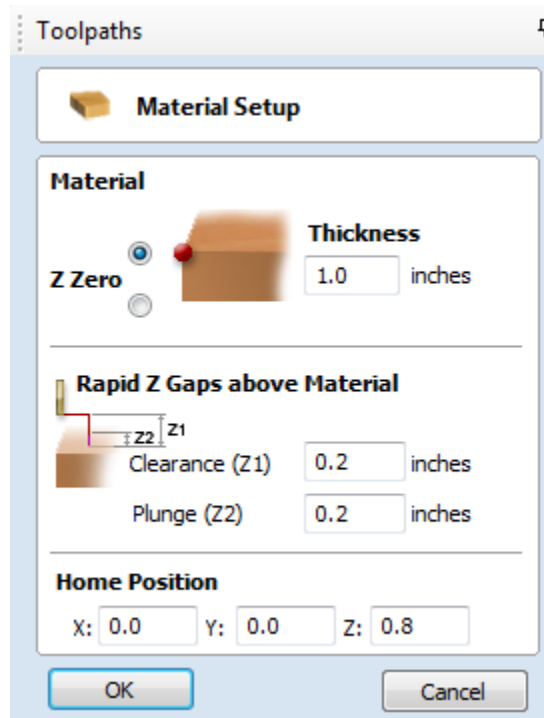 Toolpaths
Material Setup
Material
Thickness
Z Zero
1.0 inches
Rapid Z Gaps above Material
Z2 Z1
Clearance (Z1) 0.2 inches
Plunge (Z2) 0.2 inches
Home Position
X: 0.0 Y: 0.0 Z: 0.8
OK Cancel